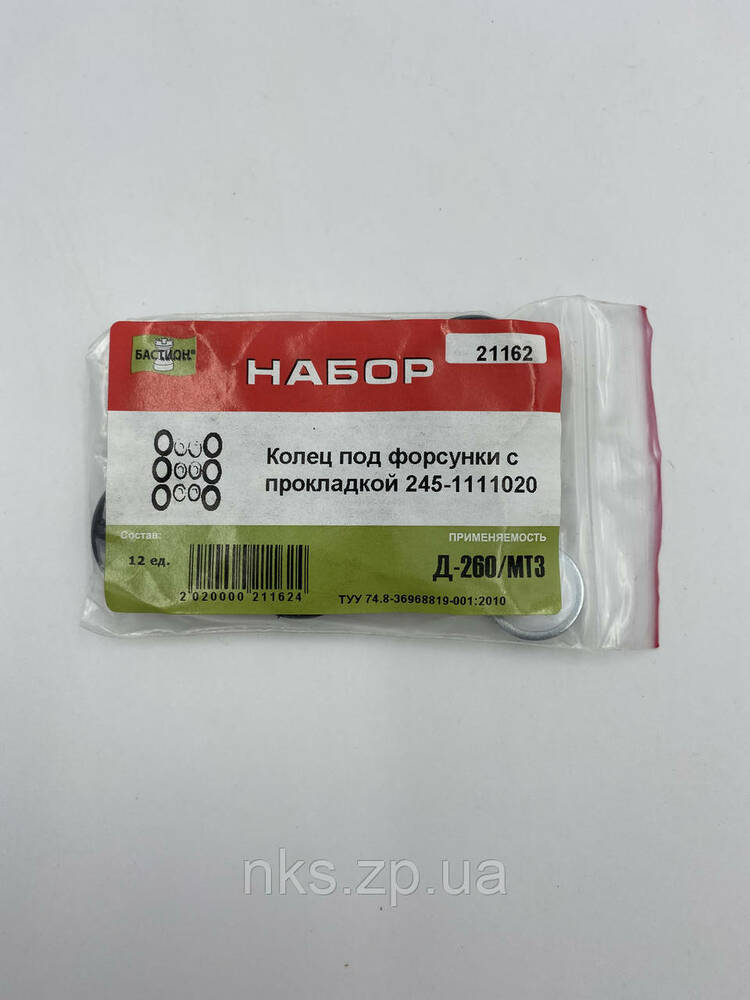 БАСТИОН®
НАБОР
21162
Колец под форсунки с
прокладкой 245-1111020
Состав:
12 ед.
ПРИМЕНЯЕМОСТЬ
Д-260/МТЗ
2 020000 211624
ТУУ 74.8-36968819-001:2010
nks.zp.ua